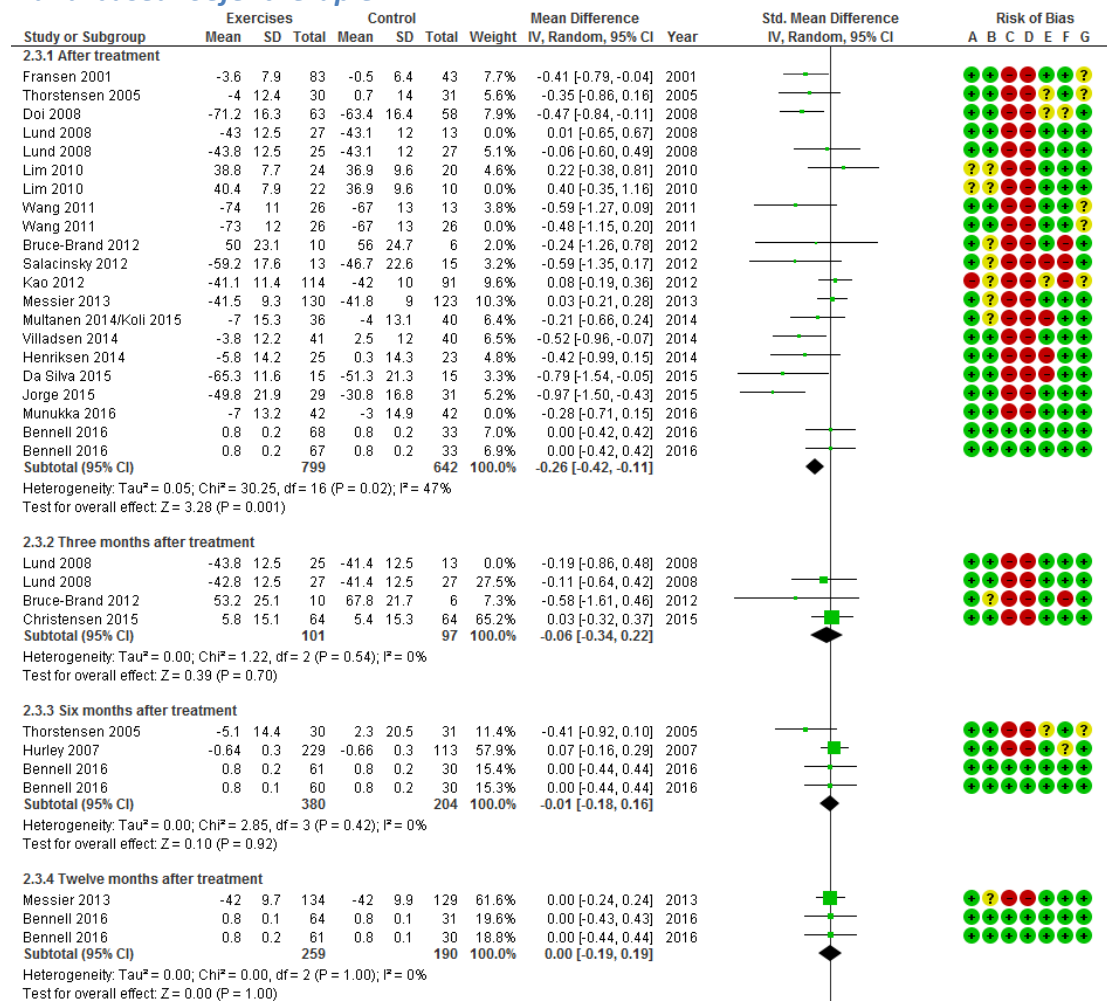 Exercises Control Mean Difference Std. Mean Difference Risk of Bias
Study or Subgroup Mean SD Total Mean SD Total Weight IV, Random, 95% CI Year IV, Random, 95% CI A B C D E F G
2.3.1 After treatment
Fransen 2001 -3.6 7.9 83 -0.5 6.4 43 7.7% -0.41 [-0.79, -0.04] 2001 + + - - + + ?
Thorstensen 2005 -4 12.4 30 0.7 14 31 5.6% -0.35 [-0.86, 0.16] 2005 + + - - ? + ?
Doi 2008 -71.2 16.3 63 -63.4 16.4 58 7.9% -0.47 [-0.84, -0.11] 2008 + + - - ? ? +
Lund 2008 -43 12.5 27 -43.1 12 13 0.0% 0.01 [-0.65, 0.67] 2008 + + - - + + +
Lund 2008 -43.8 12.5 25 -43.1 12 27 5.1% -0.06 [-0.60, 0.49] 2008 + + - - + + +
Lim 2010 38.8 7.7 24 36.9 9.6 20 4.6% 0.22 [-0.38, 0.81] 2010 ? ? - - + + +
Lim 2010 40.4 7.9 22 36.9 9.6 10 0.0% 0.40 [-0.35, 1.16] 2010 ? ? - - + + +
Wang 2011 -74 11 26 -67 13 13 3.8% -0.59 [-1.27, 0.09] 2011 + + - - + + ?
Wang 2011 -73 12 26 -67 13 26 0.0% -0.48 [-1.15, 0.20] 2011 + + - - + + ?
Bruce-Brand 2012 50 23.1 10 56 24.7 6 2.0% -0.24 [-1.26, 0.78] 2012 + ? - - + - +
Salacinsky 2012 -59.2 17.6 13 -46.7 22.6 15 3.2% -0.59 [-1.35, 0.17] 2012 + ? - - - - +
Kao 2012 -41.1 11.4 114 -42 10 91 9.6% 0.08 [-0.19, 0.36] 2012 - ? - - ? - ?
Messier 2013 -41.5 9.3 130 -41.8 9 123 10.3% 0.03 [-0.21, 0.28] 2013 + ? - - + + +
Multanen 2014/Koli 2015 -7 15.3 36 -4 13.1 40 6.4% -0.21 [-0.66, 0.24] 2014 + ? - - - + +
Villadsen 2014 -3.8 12.2 41 2.5 12 40 6.5% -0.52 [-0.96, -0.07] 2014 + + - - + + +
Henriksen 2014 -5.8 14.2 25 0.3 14.3 23 4.8% -0.42 [-0.99, 0.15] 2014 + + - - - + +
Da Silva 2015 -65.3 11.6 15 -51.3 21.3 15 3.3% -0.79 [-1.54, -0.05] 2015 + + - - - + +
Jorge 2015 -49.8 21.9 29 -30.8 16.8 31 5.2% -0.97 [-1.50, -0.43] 2015 + + - - + + +
Munukka 2016 -7 13.2 42 -3 14.9 42 0.0% -0.28 [-0.71, 0.15] 2016 + + - - + + +
Bennell 2016 0.8 0.2 68 0.8 0.2 33 7.0% 0.00 [-0.42, 0.42] 2016 + + + + + + +
Bennell 2016 0.8 0.2 67 0.8 0.2 33 6.9% 0.00 [-0.42, 0.42] 2016 + + + + + + +
Subtotal (95% CI) 799 642 100.0% -0.26 [-0.42, -0.11]
Heterogeneity: Tau² = 0.05; Chi² = 30.25, df = 16 (P = 0.02); I² = 47%
Test for overall effect: Z = 3.28 (P = 0.001)
2.3.2 Three months after treatment
Lund 2008 -43.8 12.5 25 -41.4 12.5 13 0.0% -0.19 [-0.86, 0.48] 2008 + + - - + + +
Lund 2008 -42.8 12.5 27 -41.4 12.5 27 27.5% -0.11 [-0.64, 0.42] 2008 + + - - + + +
Bruce-Brand 2012 53.2 25.1 10 67.8 21.7 6 7.3% -0.58 [-1.61, 0.46] 2012 + ? - - + - +
Christensen 2015 5.8 15.1 64 5.4 15.3 64 65.2% 0.03 [-0.32, 0.37] 2015 + + - - + + +
Subtotal (95% CI) 101 97 100.0% -0.06 [-0.34, 0.22]
Heterogeneity: Tau² = 0.00; Chi² = 1.22, df = 2 (P = 0.54); I² = 0%
Test for overall effect: Z = 0.39 (P = 0.70)
2.3.3 Six months after treatment
Thorstensen 2005 -5.1 14.4 30 2.3 20.5 31 11.4% -0.41 [-0.92, 0.10] 2005 + + - - ? + ?
Hurley 2007 -0.64 0.3 229 -0.66 0.3 113 57.9% 0.07 [-0.16, 0.29] 2007 + + - - + ? +
Bennell 2016 0.8 0.2 61 0.8 0.2 30 15.4% 0.00 [-0.44, 0.44] 2016 + + + + + + +
Bennell 2016 0.8 0.1 60 0.8 0.2 30 15.3% 0.00 [-0.44, 0.44] 2016 + + + + + + +
Subtotal (95% CI) 380 204 100.0% -0.01 [-0.18, 0.16]
Heterogeneity: Tau² = 0.00; Chi² = 2.85, df = 3 (P = 0.42); I² = 0%
Test for overall effect: Z = 0.10 (P = 0.92)
2.3.4 Twelve months after treatment
Messier 2013 -42 9.7 134 -42 9.9 129 61.6% 0.00 [-0.24, 0.24] 2013 + ? - - + + +
Bennell 2016 0.8 0.1 64 0.8 0.1 31 19.6% 0.00 [-0.43, 0.43] 2016 + + + + + + +
Bennell 2016 0.8 0.2 61 0.8 0.1 30 18.8% 0.00 [-0.44, 0.44] 2016 + + + + + + +
Subtotal (95% CI) 259 190 100.0% 0.00 [-0.19, 0.19]
Heterogeneity: Tau² = 0.00; Chi² = 0.00, df = 2 (P = 1.00); I² = 0%
Test for overall effect: Z = 0.00 (P = 1.00)